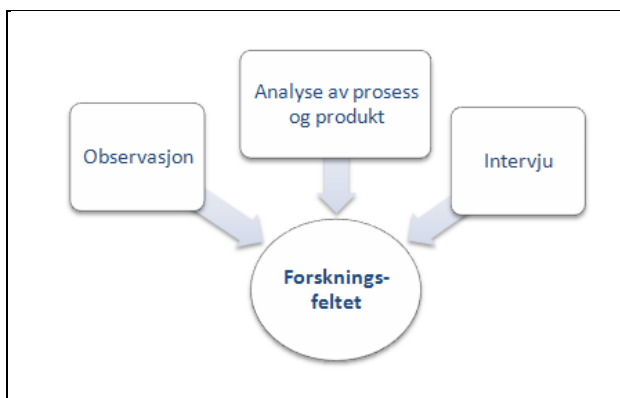 Analyse av prosess
og produkt
Observasjon
Intervju
Forsknings-
feltet